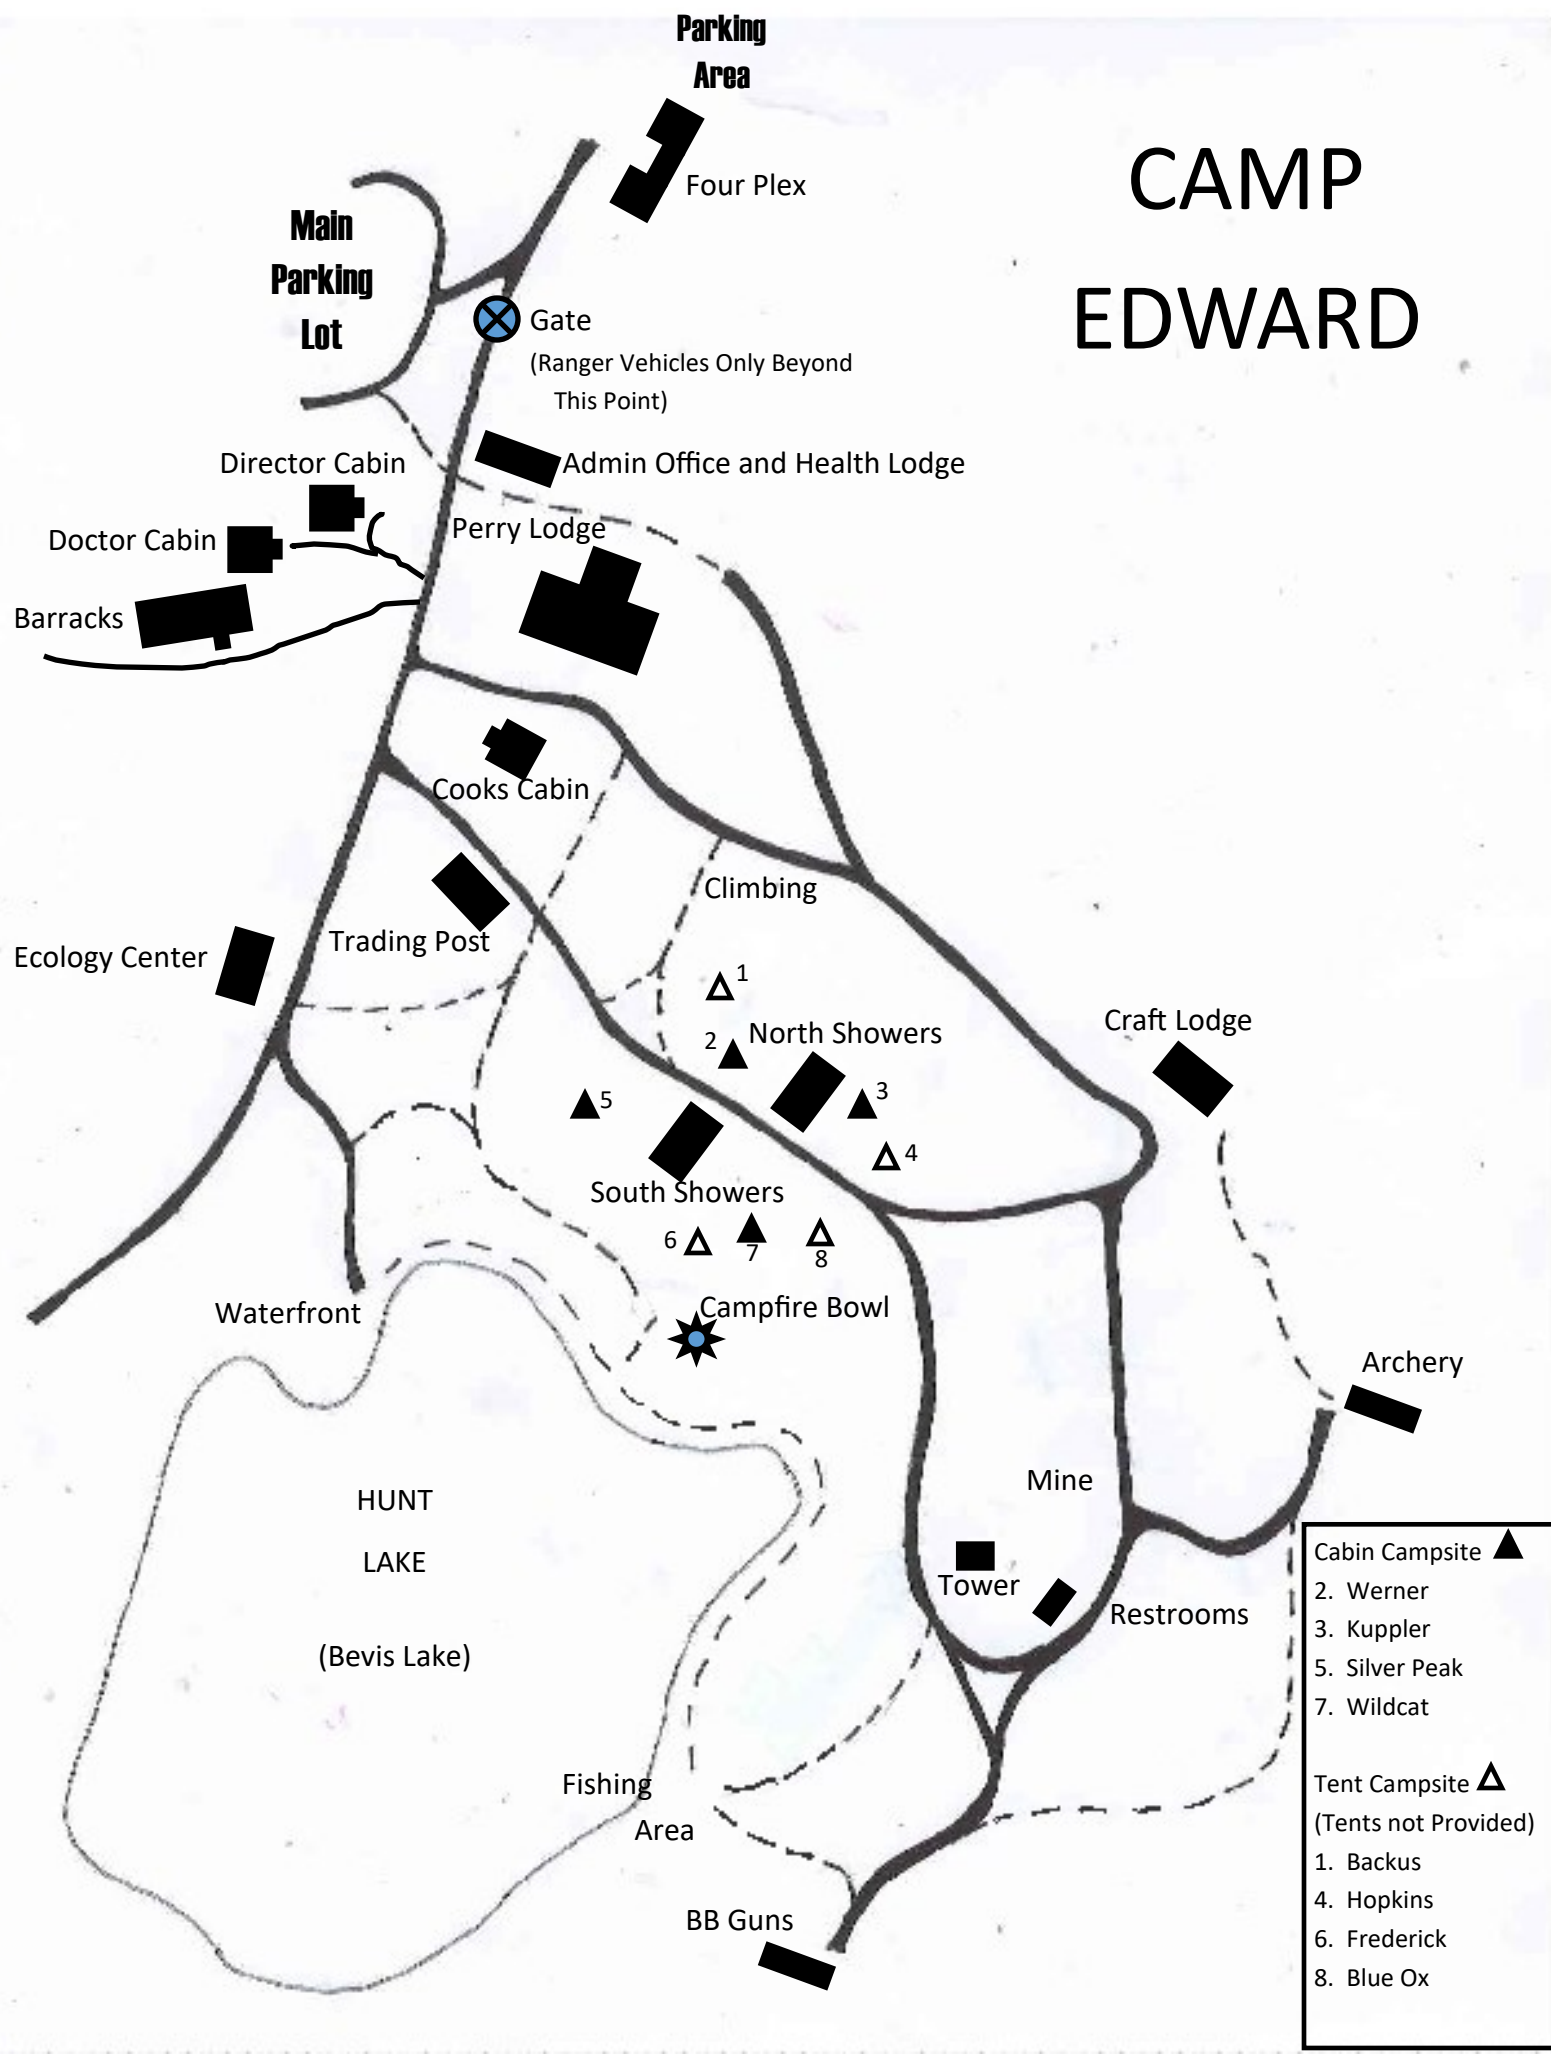 Parking
Area
Four Plex
CAMP
EDWARD
Main
Parking
Lot
Gate
(Ranger Vehicles Only Beyond
This Point)
Director Cabin
Admin Office and Health Lodge
Doctor Cabin
Perry Lodge
Barracks
Cooks Cabin
Climbing
Trading Post
Ecology Center
1
Craft Lodge
2
North Showers
3
5
4
South Showers
6
7
8
Waterfront
Campfire Bowl
Archery
HUNT
LAKE
(Bevis Lake)
Mine
Tower
Restrooms
Fishing
Area
BB Guns
Cabin Campsite
2. Werner
3. Kuppler
5. Silver Peak
7. Wildcat
Tent Campsite
(Tents not Provided)
1. Backus
4. Hopkins
6. Frederick
8. Blue Ox